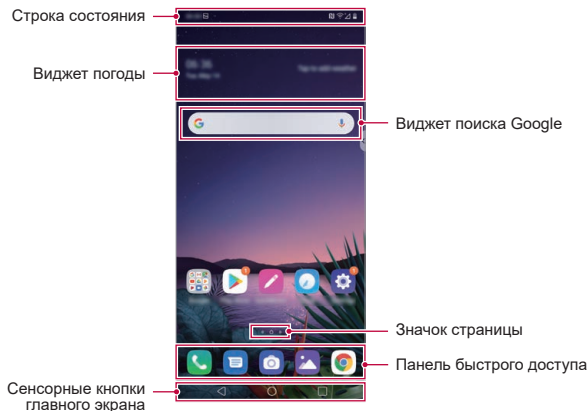 Строка состояния
Виджет погоды
Виджет поиска Google
Значок страницы
Панель быстрого доступа
Сенсорные кнопки
главного экрана